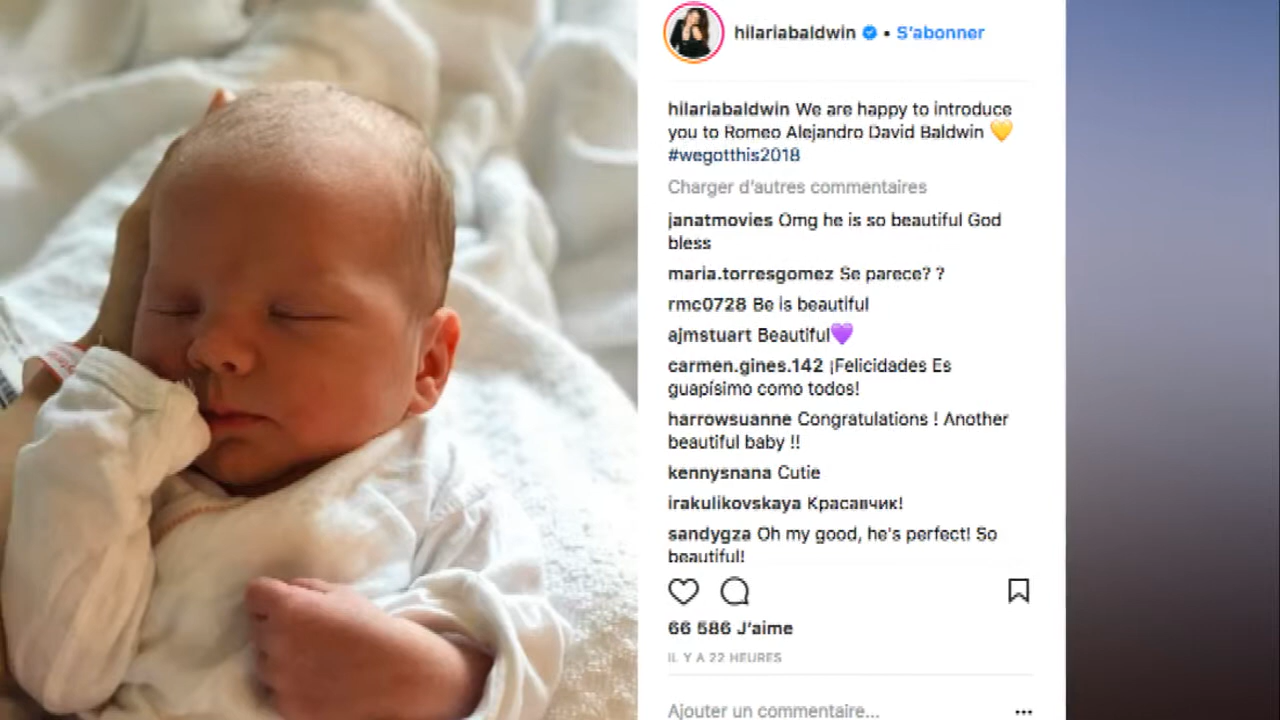 hilariabaldwin • S'abonner
hilariabaldwin We are happy to introduce
you to Romeo Alejandro David Baldwin 💛
#wegotthis2018
Charger d'autres commentaires
janatmovies Omg he is so beautiful God
bless
maria.torresgomez Se parece? ?
rmc0728 Be is beautiful
ajmstuart Beautiful💜
carmen.gines.142 ¡Felicidades Es
guapísimo como todos!
harrowsuanne Congratulations ! Another
beautiful baby !!
kennysnana Cutie
irakulikovskaya Красавчик!
sandygza Oh my good, he's perfect! So
beautiful!
66 586 J'aime
IL Y A 22 HEURES
Ajouter un commentaire...